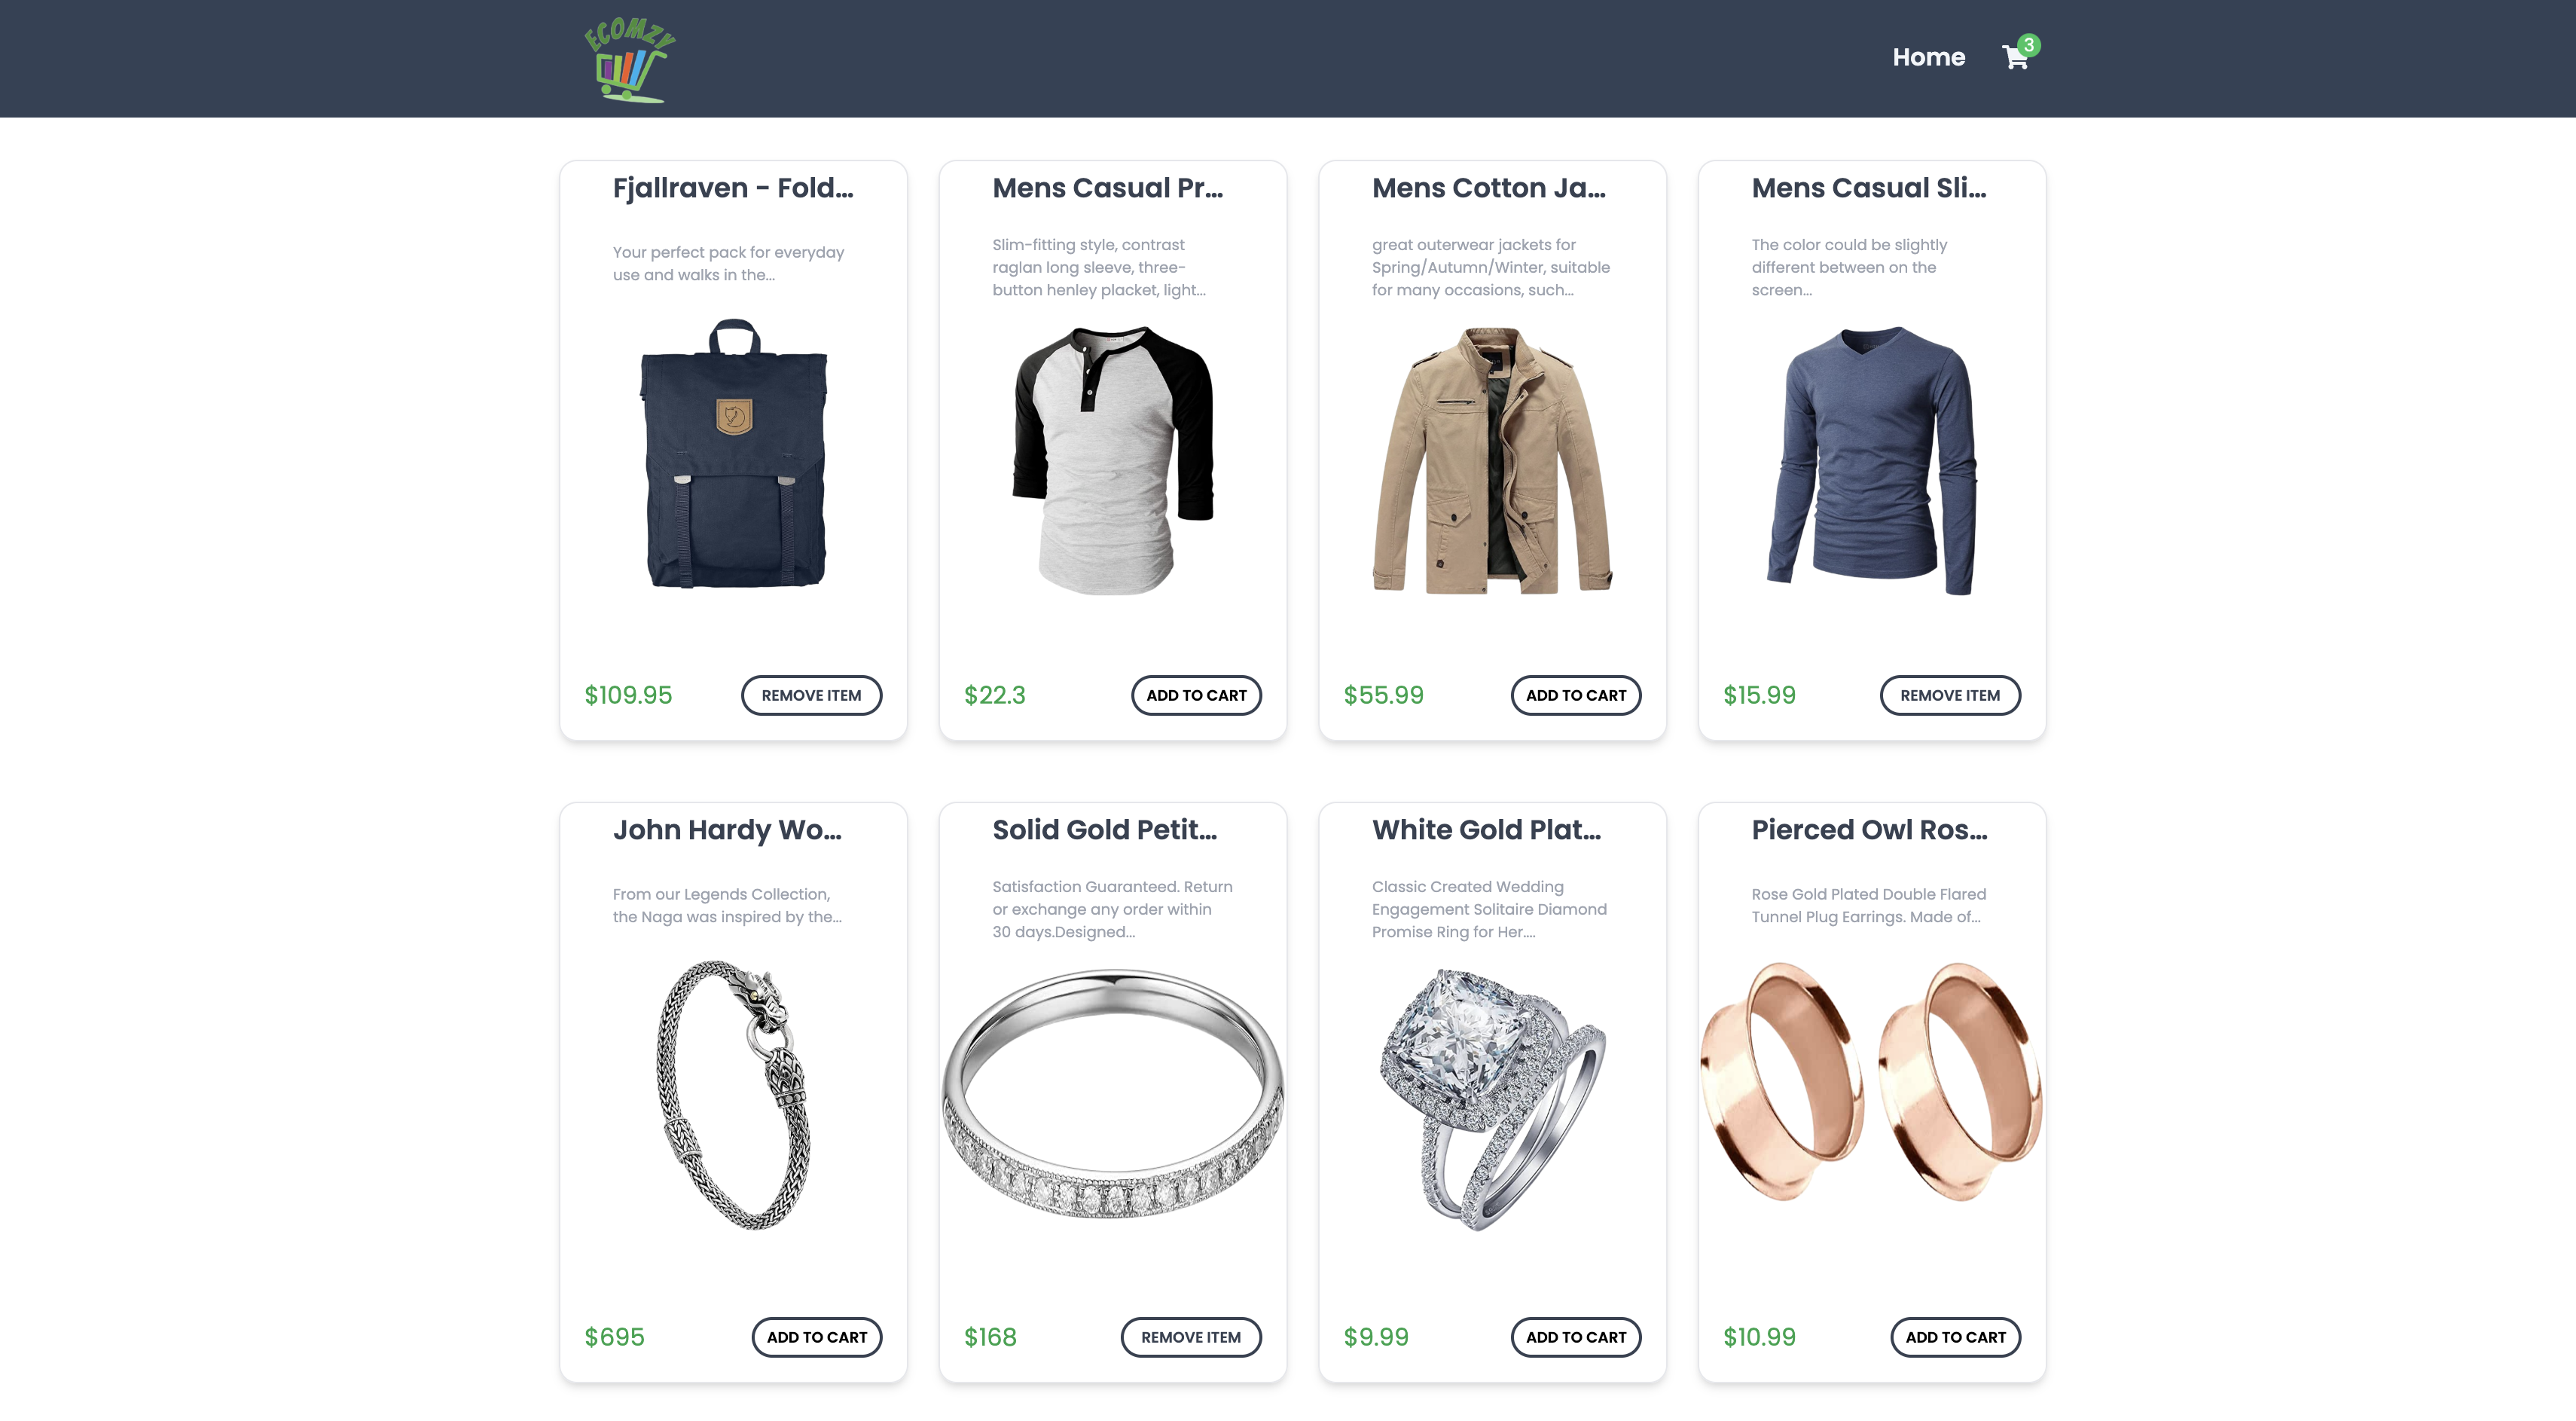 ECOMZY
Home
3
Fjallraven - Fold...
Your perfect pack for everyday
use and walks in the...
$109.95
REMOVE ITEM
Mens Casual Pr...
Slim-fitting style, contrast
raglan long sleeve, three-
button henley placket, light...
$22.3
ADD TO CART
Mens Cotton Ja...
great outerwear jackets for
Spring/Autumn/Winter, suitable
for many occasions, such...
$55.99
ADD TO CART
Mens Casual Sli...
The color could be slightly
different between on the
screen...
$15.99
REMOVE ITEM
John Hardy Wo...
From our Legends Collection,
the Naga was inspired by the...
$695
ADD TO CART
Solid Gold Petit...
Satisfaction Guaranteed. Return
or exchange any order within
30 days.Designed...
$168
REMOVE ITEM
White Gold Plat...
Classic Created Wedding
Engagement Solitaire Diamond
Promise Ring for Her....
$9.99
ADD TO CART
Pierced Owl Ros...
Rose Gold Plated Double Flared
Tunnel Plug Earrings. Made of...
$10.99
ADD TO CART